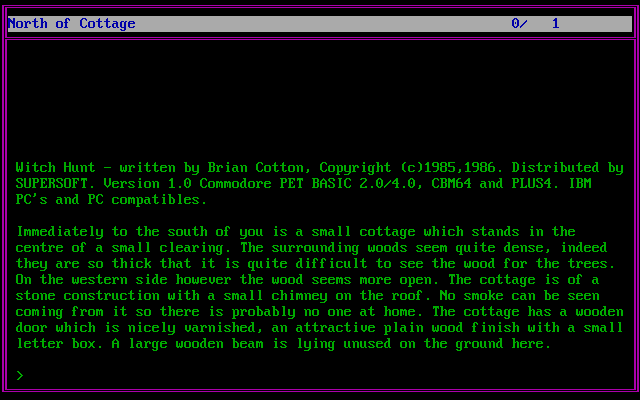 North of Cottage 0/ 1
Witch Hunt - written by Brian Cotton, Copyright (c)1985,1986. Distributed by
SUPERSOFT. Version 1.0 Commodore PET BASIC 2.0/4.0, CBM64 and PLUS4. IBM
PC's and PC compatibles.
Immediately to the south of you is a small cottage which stands in the
centre of a small clearing. The surrounding woods seem quite dense, indeed
they are so thick that it is quite difficult to see the wood for the trees.
On the western side however the wood seems more open. The cottage is of a
stone construction with a small chimney on the roof. No smoke can be seen
coming from it so there is probably no one at home. The cottage has a wooden
door which is nicely varnished, an attractive plain wood finish with a small
letter box. A large wooden beam is lying unused on the ground here.
>